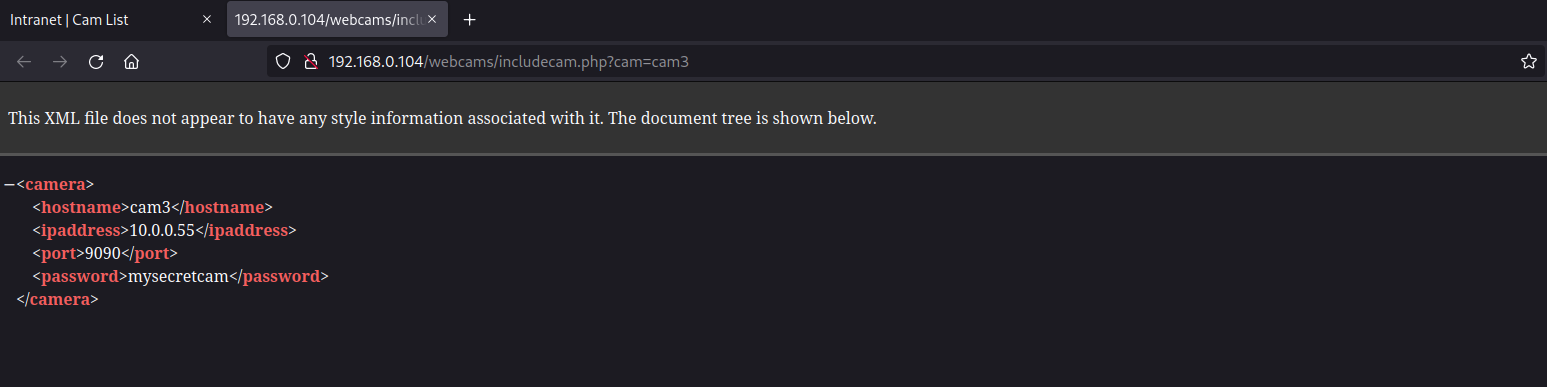 Intranet | Cam List
192.168.0.104/webcams/inclu
192.168.0.104/webcams/includecam.php?cam=cam3
This XML file does not appear to have any style information associated with it. The document tree is shown below.
−<camera>
<hostname>cam3</hostname>
<ipaddress>10.0.0.55</ipaddress>
<port>9090</port>
<password>mysecretcam</password>
</camera>